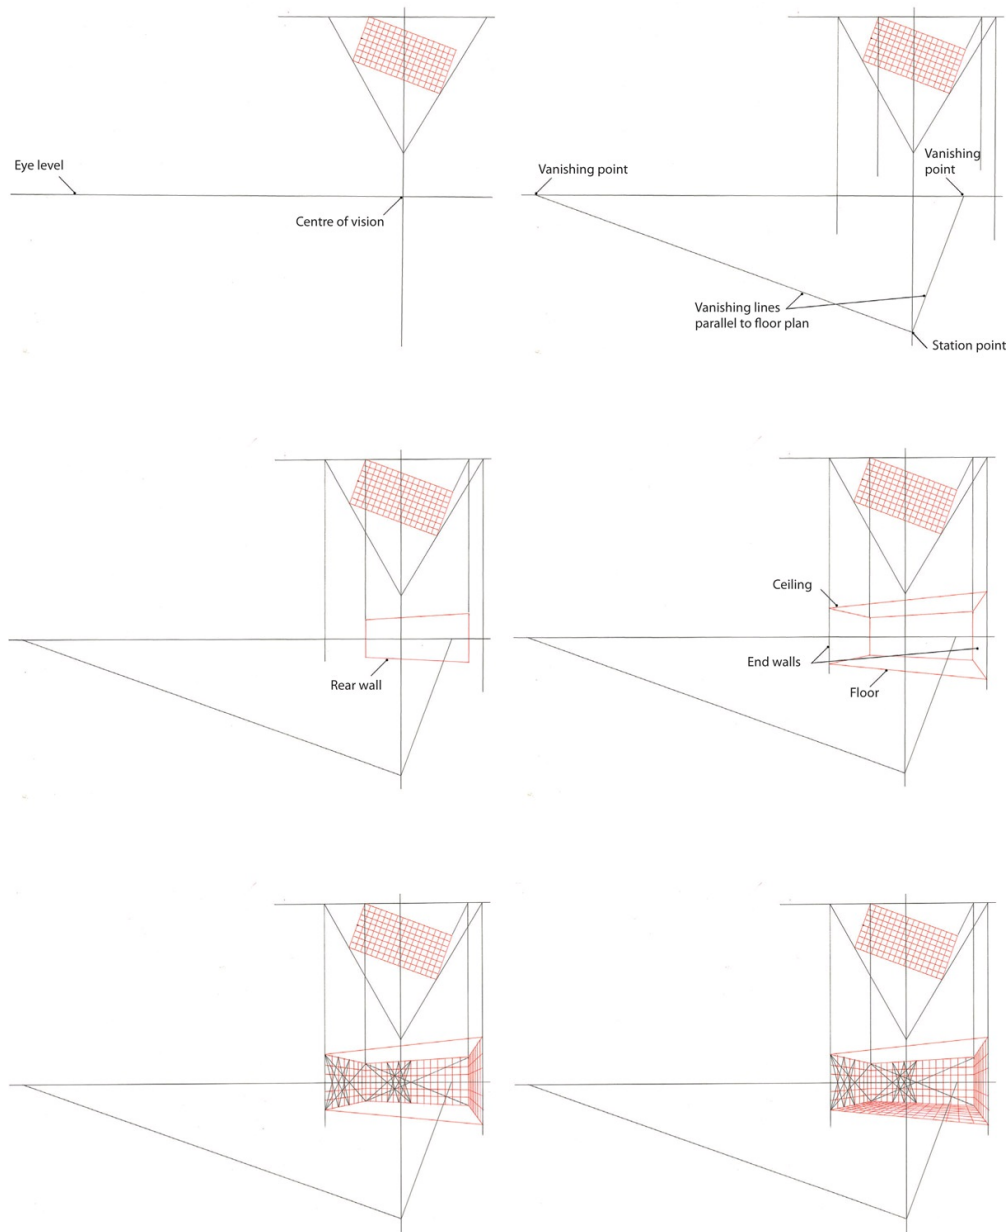 Eye level
Centre of vision
Vanishing point
Vanishing
point
Vanishing lines
parallel to floor plan
Station point
Rear wall
Ceiling
End walls
Floor